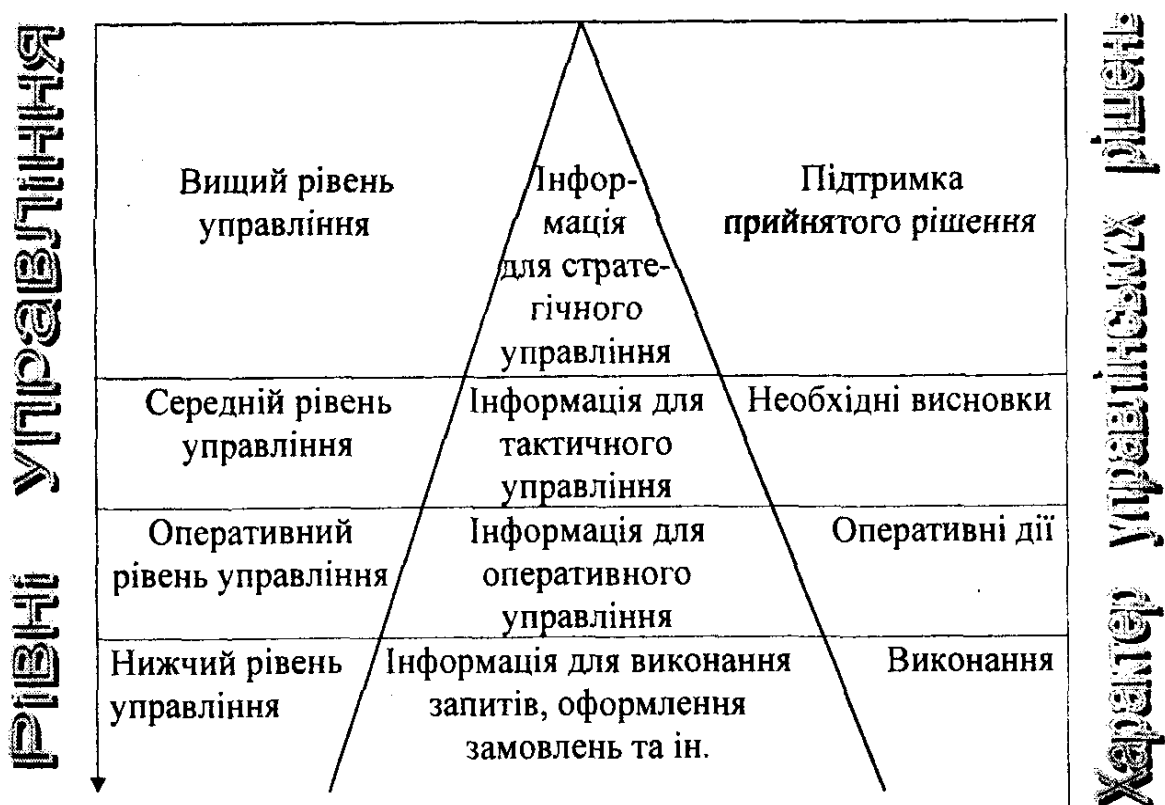 Рівні управління
Вищий рівень
управління
Інфор-
мація
для страте-
гічного
управління
Підтримка
прийнятого рішення
Середній рівень
управління
Інформація для
тактичного
управління
Необхідні висновки
Оперативний
рівень управління
Інформація для
оперативного
управління
Оперативні дії
Нижчий рівень
управління
Інформація для виконання
запитів, оформлення
замовлень та ін.
Виконання
Характер управлінських рішень